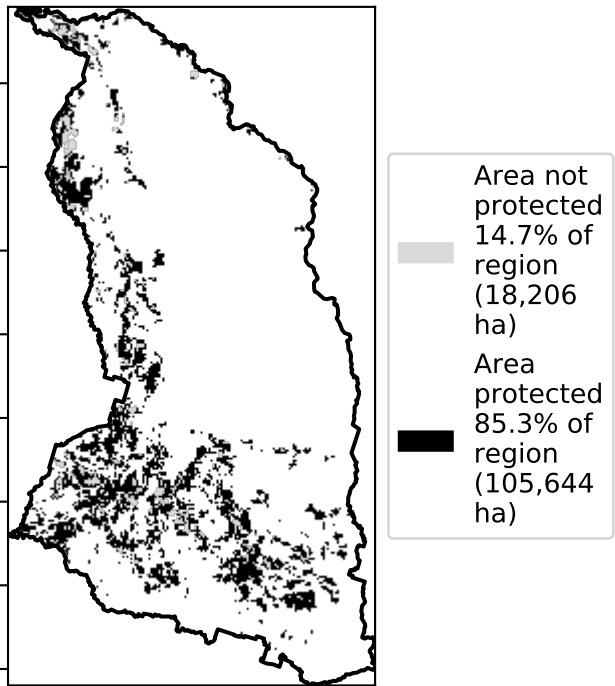 Area not
protected
14.7% of
region
(18,206
ha)
Area
protected
85.3% of
region
(105,644
ha)